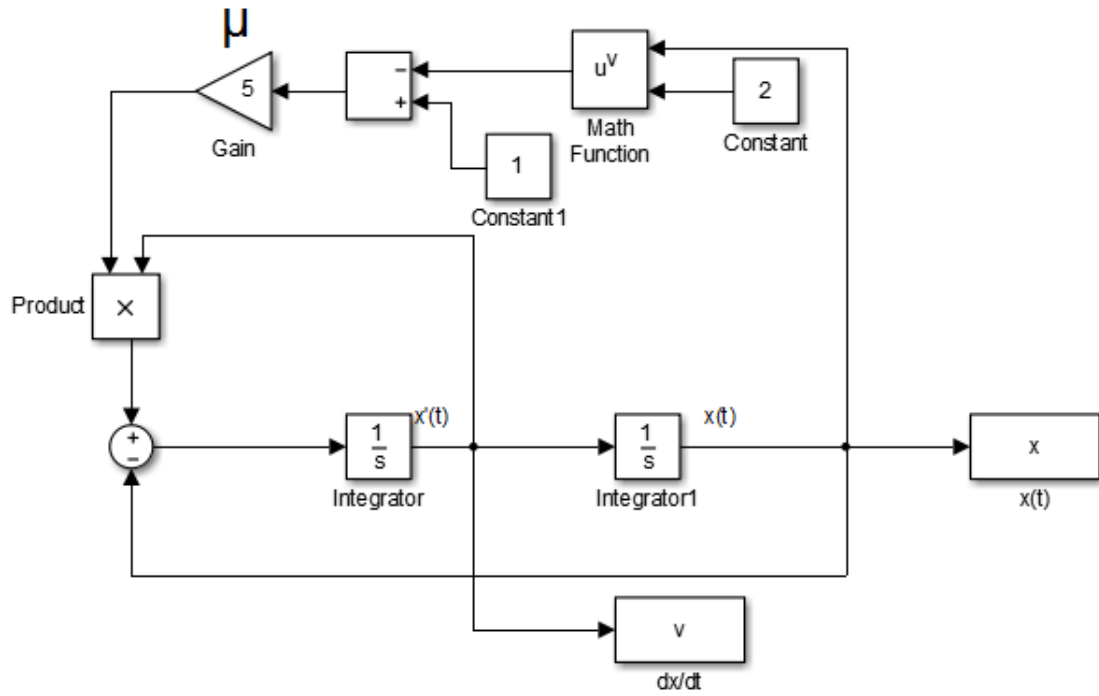 μ
5
Gain
−
+
u^v
Math
Function
2
Constant
1
Constant1
Product
×
+
−
1
s
Integrator
x'(t)
1
s
Integrator1
x(t)
x
x(t)
v
dx/dt